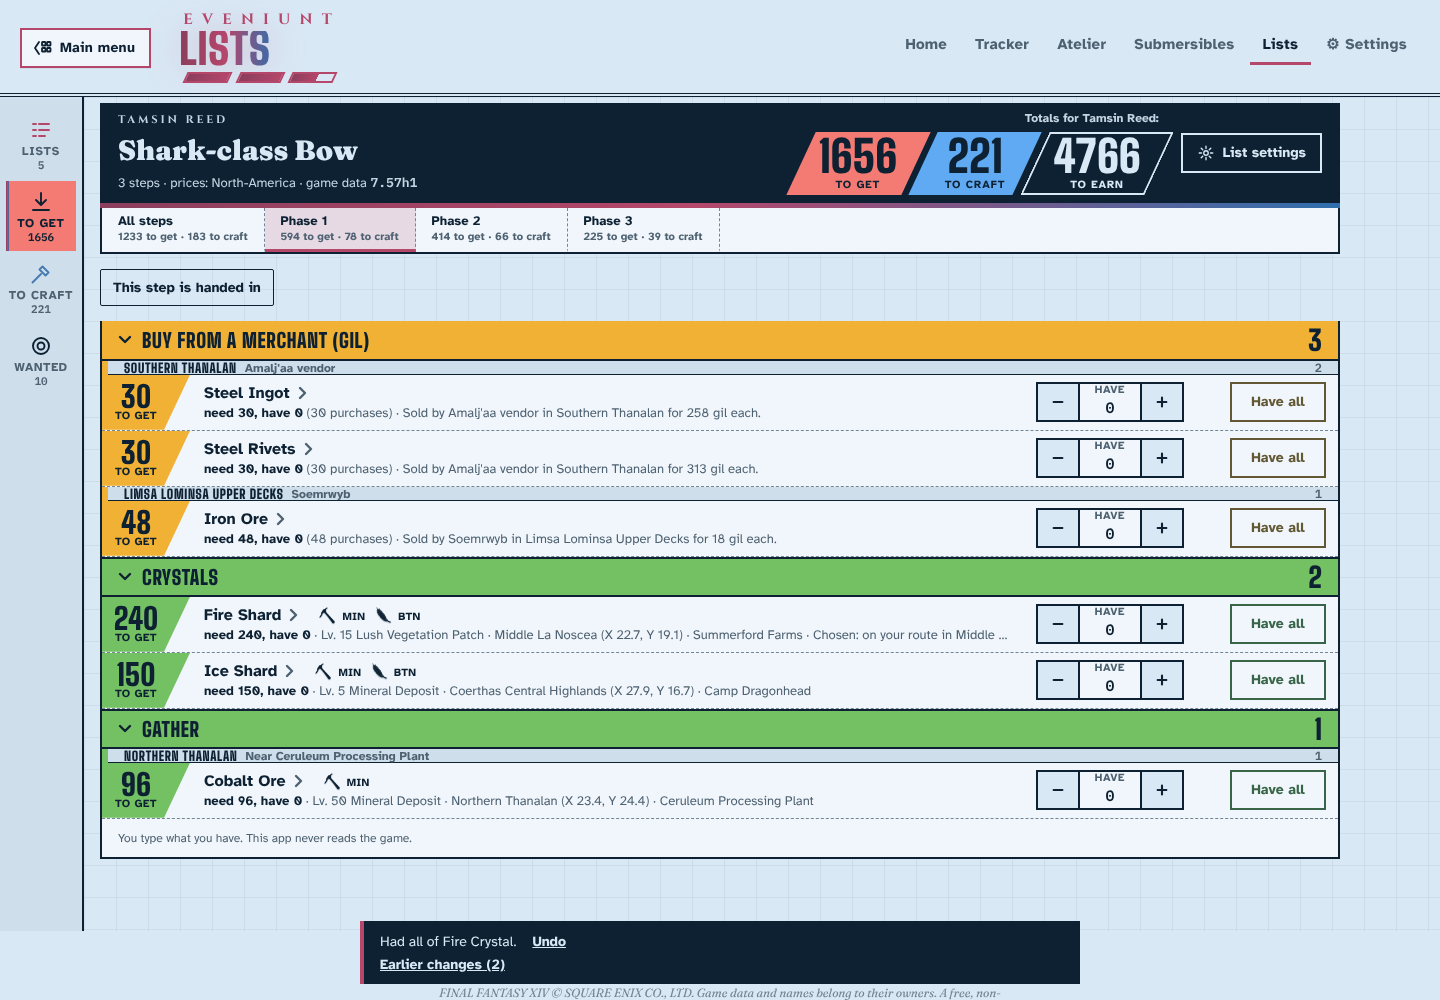 Main menu
EVENIUNT
LISTS
Home Tracker Atelier Submersibles Lists Settings
LISTS
5
TO GET
1656
TO CRAFT
221
WANTED
10
TAMSIN REED
Shark-class Bow
3 steps · prices: North-America · game data 7.57h1
Totals for Tamsin Reed:
1656
TO GET
221
TO CRAFT
4766
TO EARN
List settings
All steps
1233 to get · 183 to craft
Phase 1
594 to get · 78 to craft
Phase 2
414 to get · 66 to craft
Phase 3
225 to get · 39 to craft
This step is handed in
BUY FROM A MERCHANT (GIL) 3
SOUTHERN THANALAN Amalj'aa vendor 2
30
TO GET
Steel Ingot
need 30, have 0 (30 purchases) · Sold by Amalj'aa vendor in Southern Thanalan for 258 gil each.
− HAVE 0 +
Have all
30
TO GET
Steel Rivets
need 30, have 0 (30 purchases) · Sold by Amalj'aa vendor in Southern Thanalan for 313 gil each.
− HAVE 0 +
Have all
LIMSA LOMINSA UPPER DECKS Soemrwyb 1
48
TO GET
Iron Ore
need 48, have 0 (48 purchases) · Sold by Soemrwyb in Limsa Lominsa Upper Decks for 18 gil each.
− HAVE 0 +
Have all
CRYSTALS 2
240
TO GET
Fire Shard MIN BTN
need 240, have 0 · Lv. 15 Lush Vegetation Patch · Middle La Noscea (X 22.7, Y 19.1) · Summerford Farms · Chosen: on your route in Middle ...
− HAVE 0 +
Have all
150
TO GET
Ice Shard MIN BTN
need 150, have 0 · Lv. 5 Mineral Deposit · Coerthas Central Highlands (X 27.9, Y 16.7) · Camp Dragonhead
− HAVE 0 +
Have all
GATHER 1
NORTHERN THANALAN Near Ceruleum Processing Plant 1
96
TO GET
Cobalt Ore MIN
need 96, have 0 · Lv. 50 Mineral Deposit · Northern Thanalan (X 23.4, Y 24.4) · Ceruleum Processing Plant
− HAVE 0 +
Have all
You type what you have. This app never reads the game.
Had all of Fire Crystal. Undo
Earlier changes (2)
FINAL FANTASY XIV © SQUARE ENIX CO., LTD. Game data and names belong to their owners. A free, non-